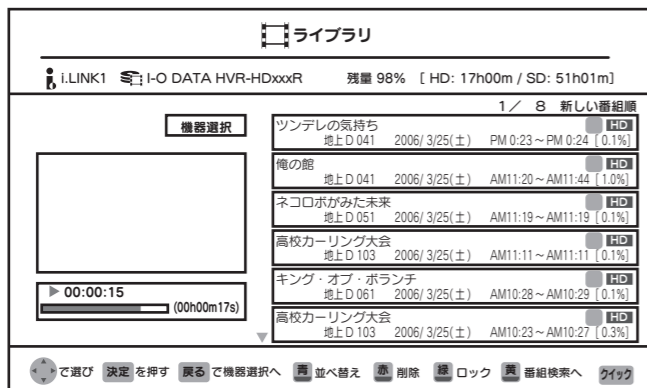 ライブラリ
i.LINK1 I-O DATA HVR-HDxxxR 残量 98% [ HD: 17h00m / SD: 51h01m]
1／ 8 新しい番組順
機器選択
ツンデレの気持ち HD
地上D 041 2006/ 3/25(土) PM 0:23～PM 0:24 [ 0.1%]
俺の館 HD
地上D 041 2006/ 3/25(土) AM11:20～AM11:44 [ 1.0%]
ネコロボがみた未来 HD
地上D 051 2006/ 3/25(土) AM11:19～AM11:19 [ 0.1%]
高校カーリング大会 HD
地上D 103 2006/ 3/25(土) AM11:11～AM11:11 [ 0.1%]
キング・オブ・ボランチ HD
地上D 061 2006/ 3/25(土) AM10:28～AM10:29 [ 0.1%]
高校カーリング大会 HD
地上D 103 2006/ 3/25(土) AM10:23～AM10:27 [ 0.3%]
00:00:15
(00h00m17s)
で選び 決定 を押す 戻る で機器選択へ 青 並べ替え 赤 削除 緑 ロック 黄 番組検索へ クイック